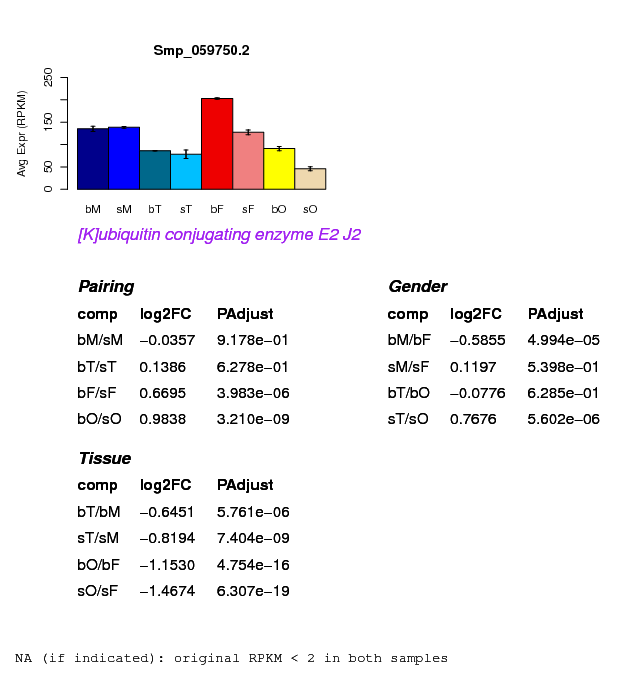 Smp_059750.2
Avg Expr (RPKM)
250
150
50
0
bM sM bT sT bF sF bO sO
[K]ubiquitin conjugating enzyme E2 J2
Pairing
comp log2FC PAdjust
bM/sM −0.0357 9.178e−01
bT/sT 0.1386 6.278e−01
bF/sF 0.6695 3.983e−06
bO/sO 0.9838 3.210e−09
Gender
comp log2FC PAdjust
bM/bF −0.5855 4.994e−05
sM/sF 0.1197 5.398e−01
bT/bO −0.0776 6.285e−01
sT/sO 0.7676 5.602e−06
Tissue
comp log2FC PAdjust
bT/bM −0.6451 5.761e−06
sT/sM −0.8194 7.404e−09
bO/bF −1.1530 4.754e−16
sO/sF −1.4674 6.307e−19
NA (if indicated): original RPKM < 2 in both samples